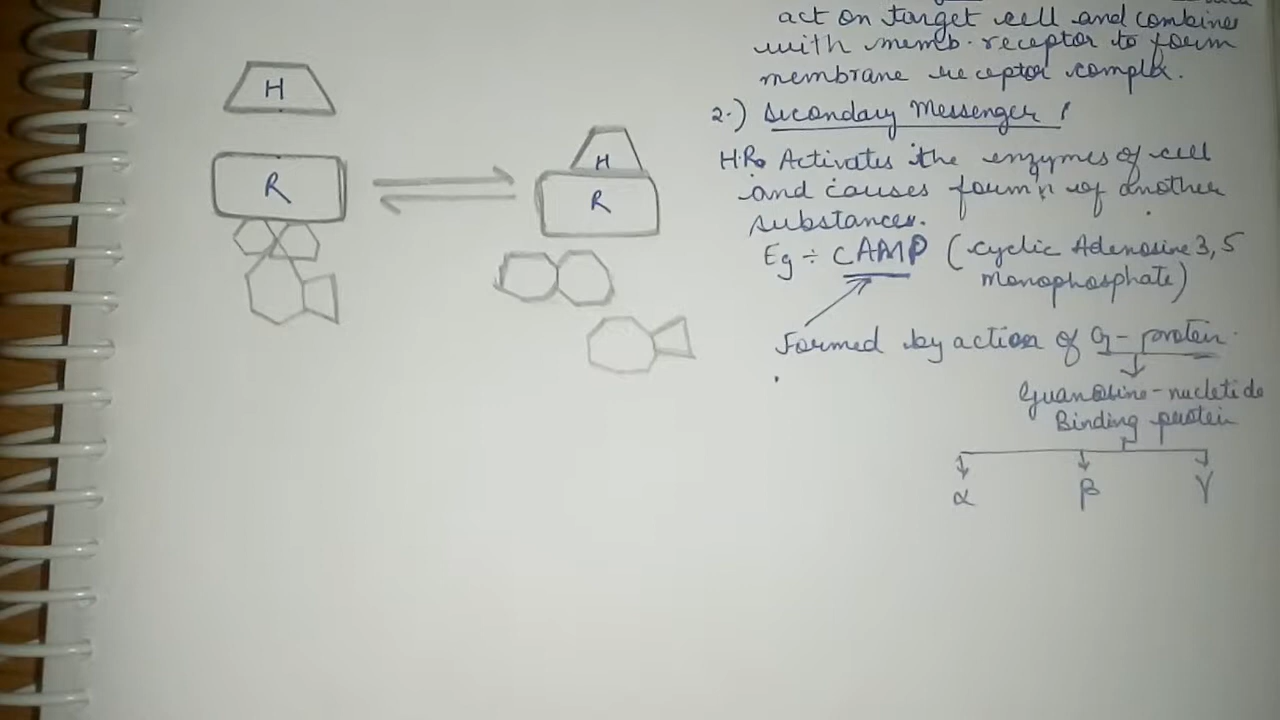 act on target cell and combines
with memb. receptor to form
membrane receptor complex.
2.) Secondary Messenger
H.R. Activates the enzymes of cell
and causes formn of another
substances.
Eg ÷ cAMP (cyclic Adenosine 3, 5
monophosphate)
Formed by action of G-protein.
Guanosine-nucletide
Binding protein
α β γ
H
R
H
R